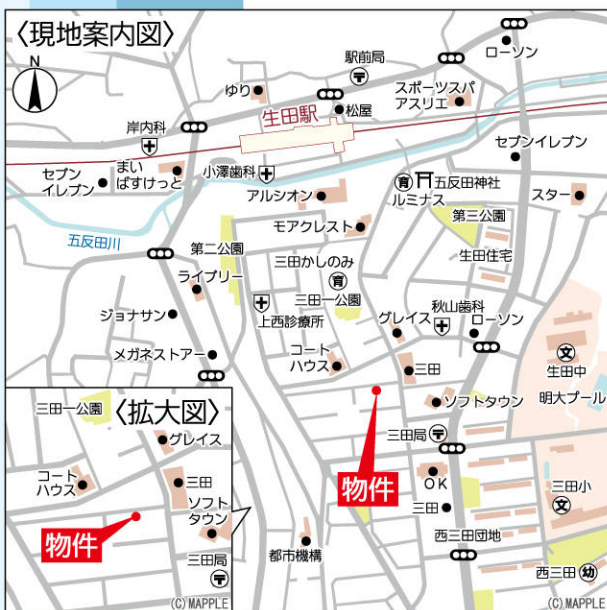 〈現地案内図〉
N
駅前局
ローソン
ゆり
松屋
スポーツスパ
アスリエ
生田駅
岸内科
セブン
イレブン
まい
ばすけっと
小澤歯科
アルシオン
セブンイレブン
五反田神社
育
ルミナス
スター
モアクレスト
第三公園
生田住宅
五反田川
第二公園
ライブリー
三田かしのみ
育
三田一公園
上西診療所
ジョナサン
グレイス
秋山歯科
ローソン
メガネストアー
コート
ハウス
三田
文
生田中
明大プール
ソフトタウン
三田局
物件
OK
三田
三田小
文
西三田団地
都市機構
西三田
幼
(C)MAPPLE
〈拡大図〉
三田一公園
グレイス
コート
ハウス
三田
ソフト
タウン
物件
三田局
(C)MAPPLE